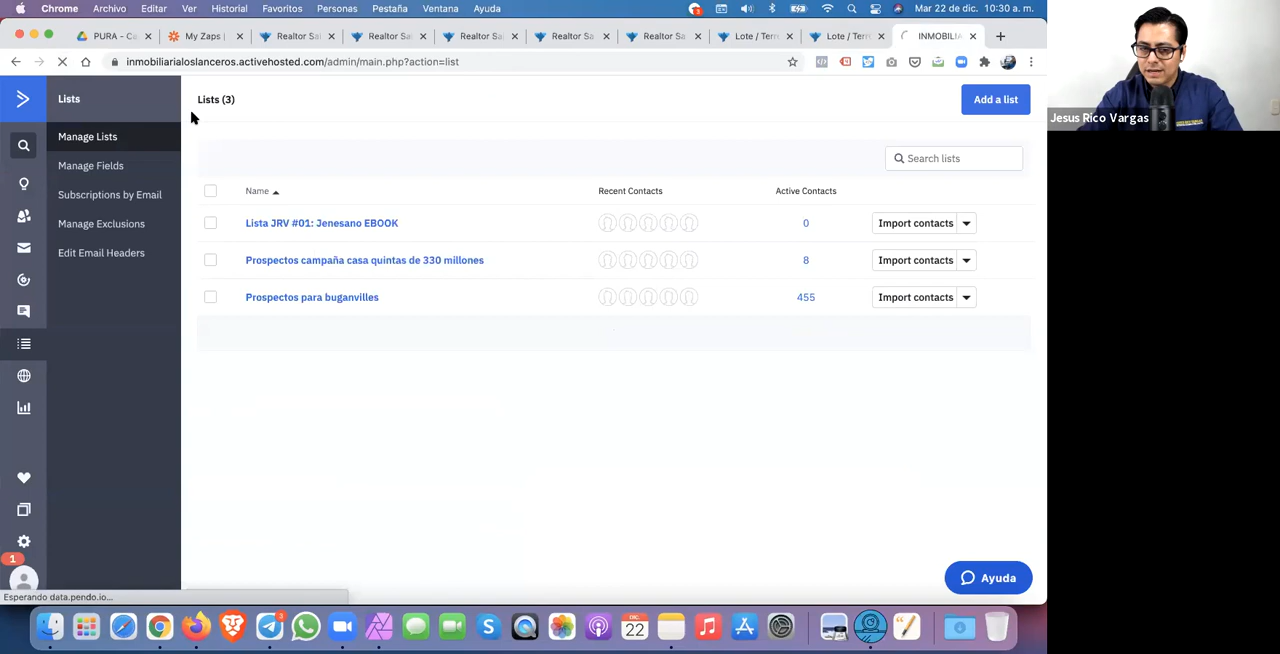 Chrome Archivo Editar Ver Historial Favoritos Personas Pestaña Ventana Ayuda Mar 22 de dic. 10:30 a. m.
PURA - C My Zaps Realtor Sa Realtor Sa Realtor Sa Realtor Sa Realtor Sa Lote / Terr Lote / Terr INMOBILIA
inmobiliarialoslanceros.activehosted.com/admin/main.php?action=list
Lists
Manage Lists
Manage Fields
Subscriptions by Email
Manage Exclusions
Edit Email Headers
Lists (3)
Add a list
Search lists
Name Recent Contacts Active Contacts
Lista JRV #01: Jenesano EBOOK 0 Import contacts
Prospectos campaña casa quintas de 330 millones 8 Import contacts
Prospectos para buganvilles 455 Import contacts
1
Ayuda
Esperando data.pendo.io...
DIC.
22
Jesus Rico Vargas